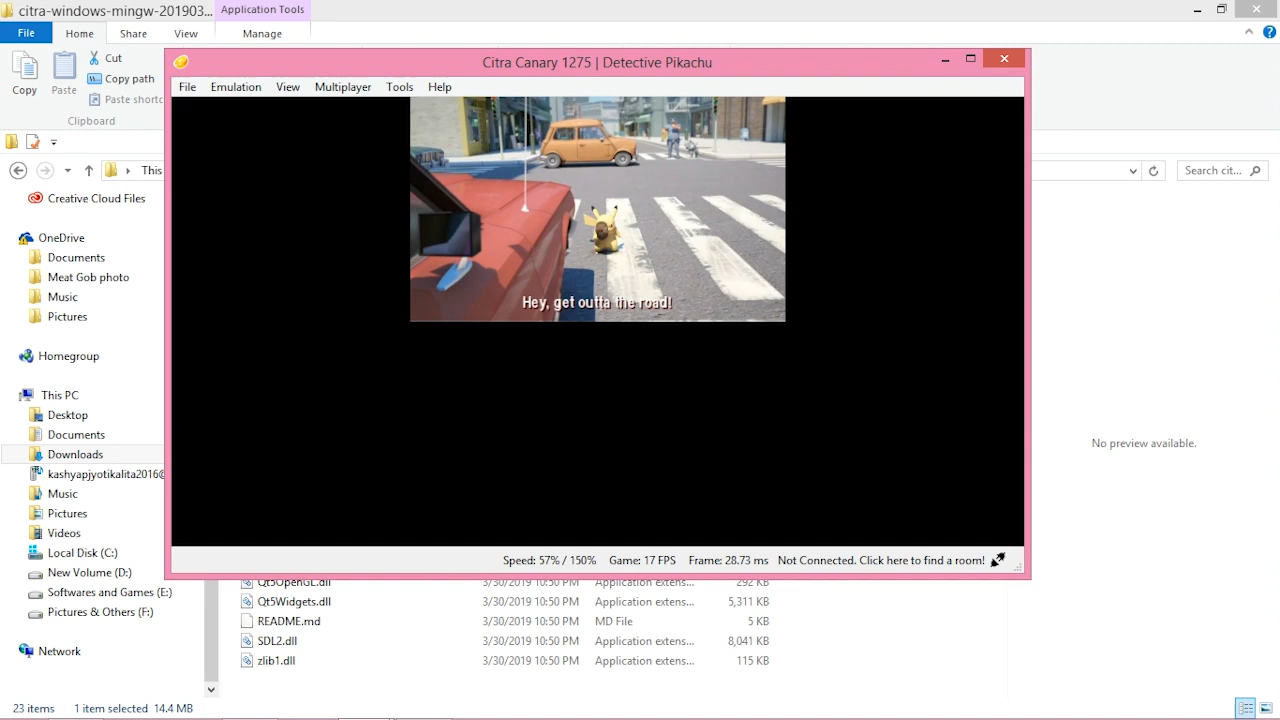 citra-windows-mingw-201903...
Application Tools
File
Home
Share
View
Manage
Copy
Paste
Cut
Copy path
Paste shortc
Clipboard
This
Search cit...
Creative Cloud Files
OneDrive
Documents
Meat Gob photo
Music
Pictures
Homegroup
This PC
Desktop
Documents
Downloads
kashyapjyotikalita2016@
Music
Pictures
Videos
Local Disk (C:)
New Volume (D:)
Softwares and Games (E:)
Pictures & Others (F:)
Network
Citra Canary 1275 | Detective Pikachu
File Emulation View Multiplayer Tools Help
Hey, get outta the road!
Speed: 57% / 150% Game: 17 FPS Frame: 28.73 ms Not Connected. Click here to find a room!
No preview available.
Qt5OpenGL.dll 3/30/2019 10:50 PM Application extens... 292 KB
Qt5Widgets.dll 3/30/2019 10:50 PM Application extens... 5,311 KB
README.md 3/30/2019 10:50 PM MD File 5 KB
SDL2.dll 3/30/2019 10:50 PM Application extens... 8,041 KB
zlib1.dll 3/30/2019 10:50 PM Application extens... 115 KB
23 items 1 item selected 14.4 MB